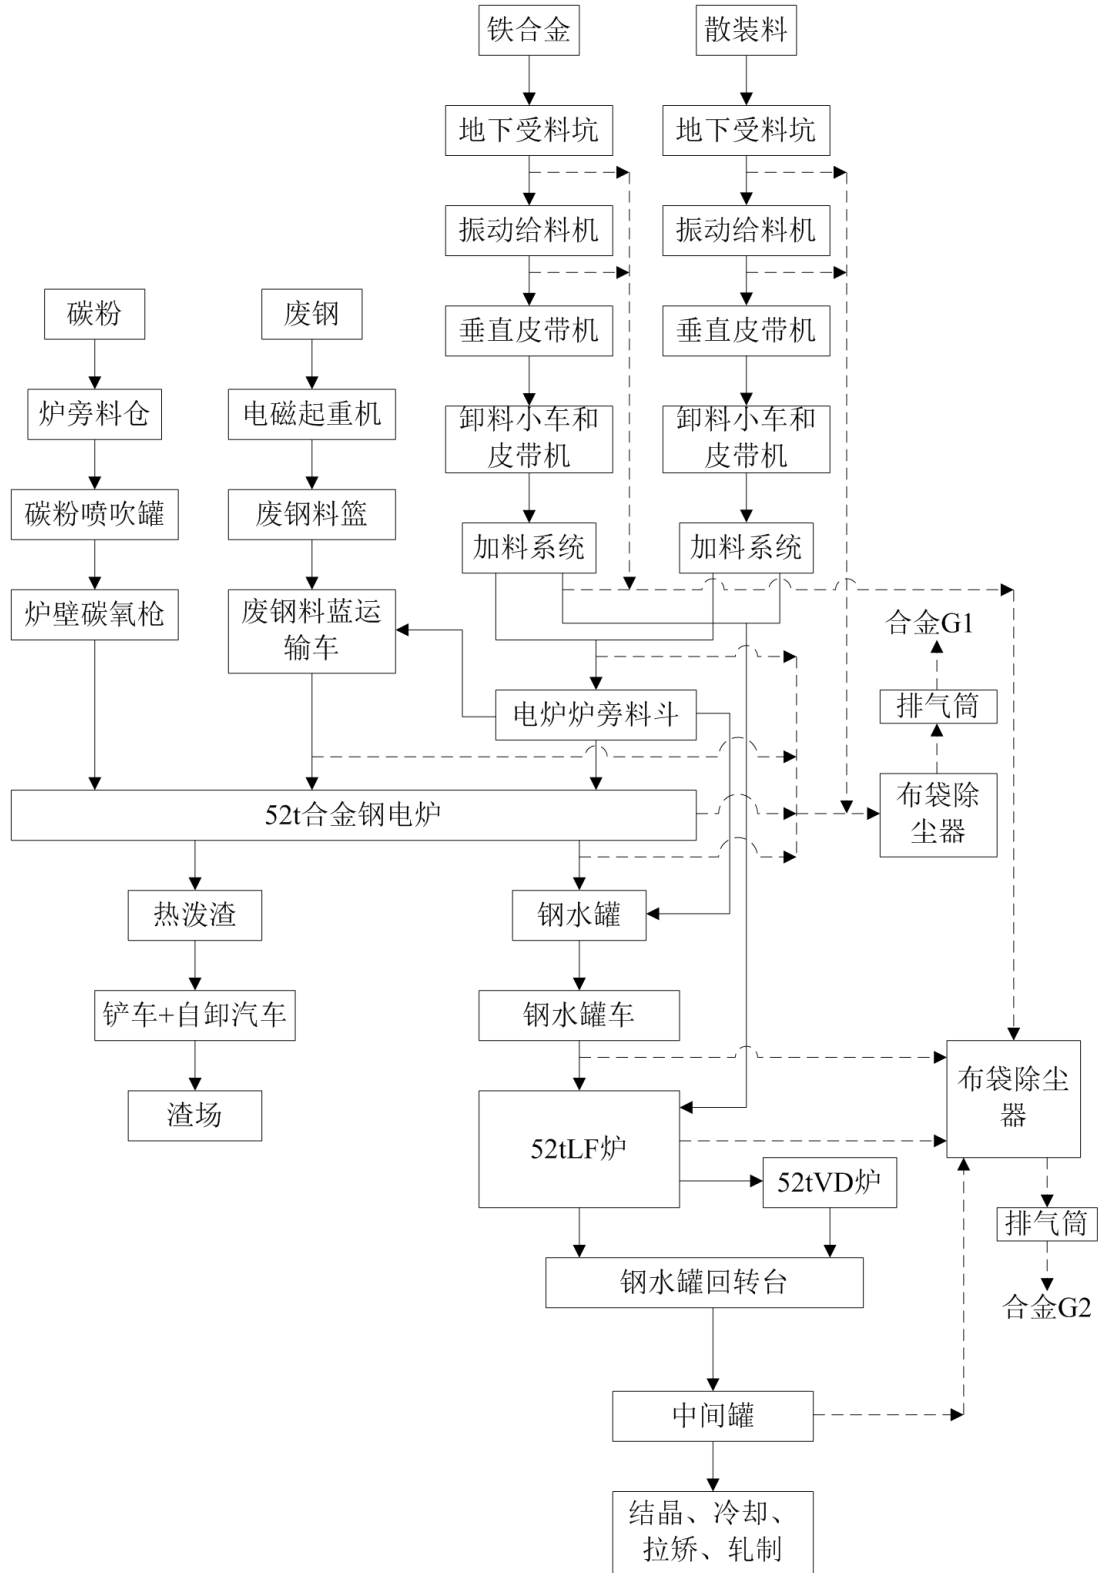 铁合金
散装料
地下受料坑
地下受料坑
振动给料机
振动给料机
碳粉
废钢
垂直皮带机
垂直皮带机
炉旁料仓
电磁起重机
卸料小车和
皮带机
卸料小车和
皮带机
碳粉喷吹罐
废钢料篮
加料系统
加料系统
炉壁碳氧枪
废钢料蓝运
输车
合金G1
电炉炉旁料斗
排气筒
52t合金钢电炉
布袋除
尘器
热泼渣
钢水罐
铲车+自卸汽车
钢水罐车
布袋除尘
器
渣场
52tLF炉
52tVD炉
排气筒
钢水罐回转台
合金G2
中间罐
结晶、冷却、
拉矫、轧制